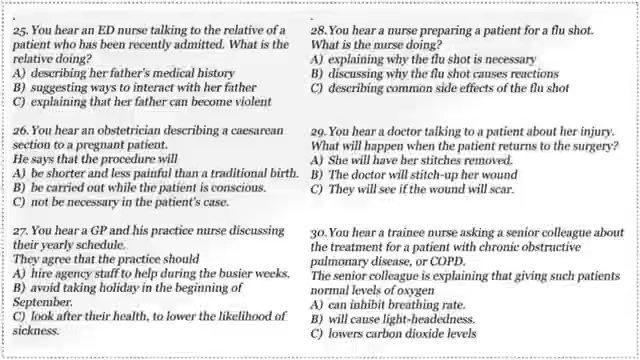 25. You hear an ED nurse talking to the relative of a
patient who has been recently admitted. What is the
relative doing?
A) describing her father's medical history
B) suggesting ways to interact with her father
C) explaining that her father can become violent
26. You hear an obstetrician describing a caesarean
section to a pregnant patient.
He says that the procedure will
A) be shorter and less painful than a traditional birth.
B) be carried out while the patient is conscious.
C) not be necessary in the patient's case.
27. You hear a GP and his practice nurse discussing
their yearly schedule.
They agree that the practice should
A) hire agency staff to help during the busier weeks.
B) avoid taking holiday in the beginning of
September.
C) look after their health, to lower the likelihood of
sickness.
28. You hear a nurse preparing a patient for a flu shot.
What is the nurse doing?
A) explaining why the flu shot is necessary
B) discussing why the flu shot causes reactions
C) describing common side effects of the flu shot
29. You hear a doctor talking to a patient about her injury.
What will happen when the patient returns to the surgery?
A) She will have her stitches removed.
B) The doctor will stitch-up her wound
C) They will see if the wound will scar.
30. You hear a trainee nurse asking a senior colleague about
the treatment for a patient with chronic obstructive
pulmonary disease, or COPD.
The senior colleague is explaining that giving such patients
normal levels of oxygen
A) can inhibit breathing rate.
B) will cause light-headedness.
C) lowers carbon dioxide levels